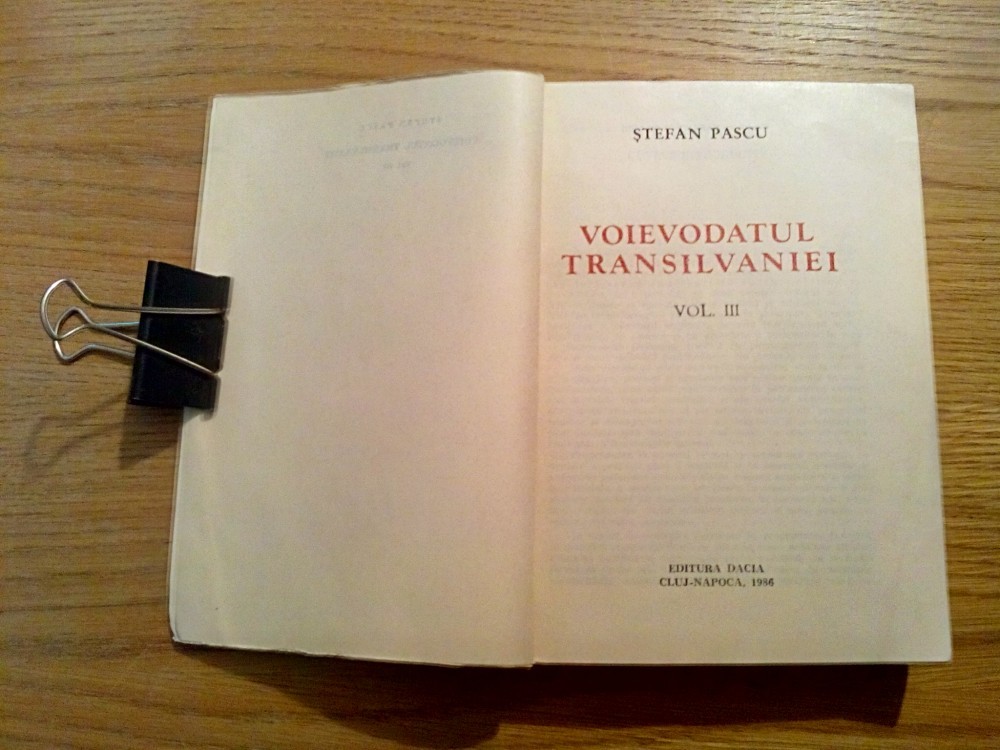 ŞTEFAN PASCU
VOIEVODATUL
TRANSILVANIEI
VOL. III
EDITURA DACIA
CLUJ-NAPOCA, 1986